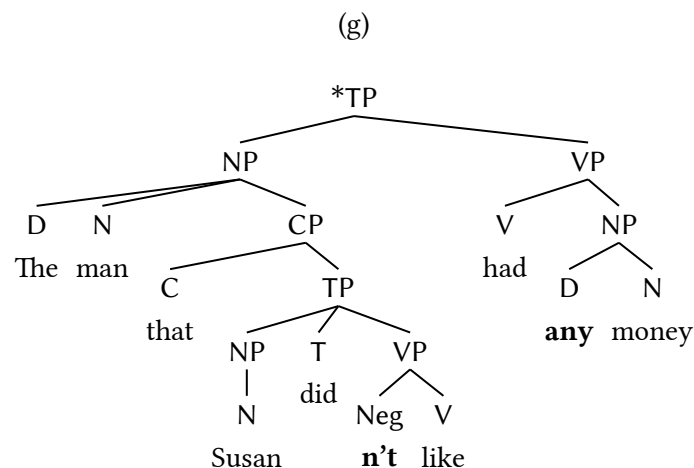 (g)
*TP
NP VP
D N CP V NP
The man C TP had D N
that NP T VP any money
N did Neg V
Susan n't like